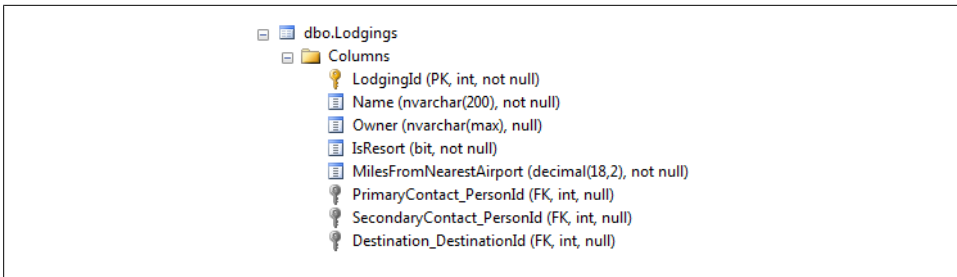 dbo.Lodgings
Columns
LodgingId (PK, int, not null)
Name (nvarchar(200), not null)
Owner (nvarchar(max), null)
IsResort (bit, not null)
MilesFromNearestAirport (decimal(18,2), not null)
PrimaryContact_PersonId (FK, int, null)
SecondaryContact_PersonId (FK, int, null)
Destination_DestinationId (FK, int, null)